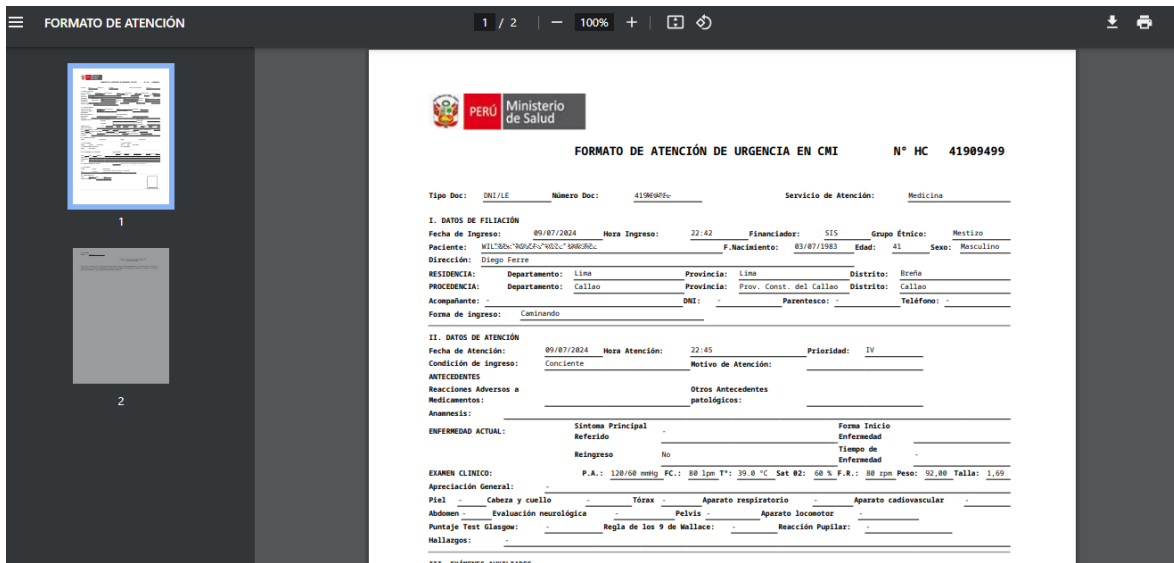 FORMATO DE ATENCIÓN
1 / 2
100%
1
2
PERÚ Ministerio de Salud
FORMATO DE ATENCIÓN DE URGENCIA EN CMI N° HC 41909499
Tipo Doc: DNI/LE Número Doc: Servicio de Atención: Medicina
I. DATOS DE FILIACIÓN
Fecha de Ingreso: 09/07/2024 Hora Ingreso: 22:42 Financiador: SIS Grupo Étnico: Mestizo
Paciente: F.Nacimiento: 03/07/1983 Edad: 41 Sexo: Masculino
Dirección: Diego Ferre
RESIDENCIA: Departamento: Lima Provincia: Lima Distrito: Breña
PROCEDENCIA: Departamento: Callao Provincia: Prov. Const. del Callao Distrito: Callao
Acompañante: - DNI: - Parentesco: - Teléfono: -
Forma de ingreso: Caminando
II. DATOS DE ATENCIÓN
Fecha de Atención: 09/07/2024 Hora Atención: 22:45 Prioridad: IV
Condición de ingreso: Conciente Motivo de Atención:
ANTECEDENTES
Reacciones Adversos a Medicamentos: Otros Antecedentes patológicos:
Anamnesis:
ENFERMEDAD ACTUAL: Síntoma Principal Referido - Forma Inicio Enfermedad
Reingreso No Tiempo de Enfermedad -
EXAMEN CLINICO: P.A.: 120/60 mmHg FC.: 80 lpm T°: 39.0 °C Sat 02: 60 % F.R.: 80 rpm Peso: 92,00 Talla: 1,69
Apreciación General: -
Piel - Cabeza y cuello - Tórax - Aparato respiratorio - Aparato cadiovascular -
Abdomen - Evaluación neurológica - Pelvis - Aparato locomotor -
Puntaje Test Glasgow: - Regla de los 9 de Wallace: - Reacción Pupilar: -
Hallazgos: -
III. EXÁMENES AUXILIARES